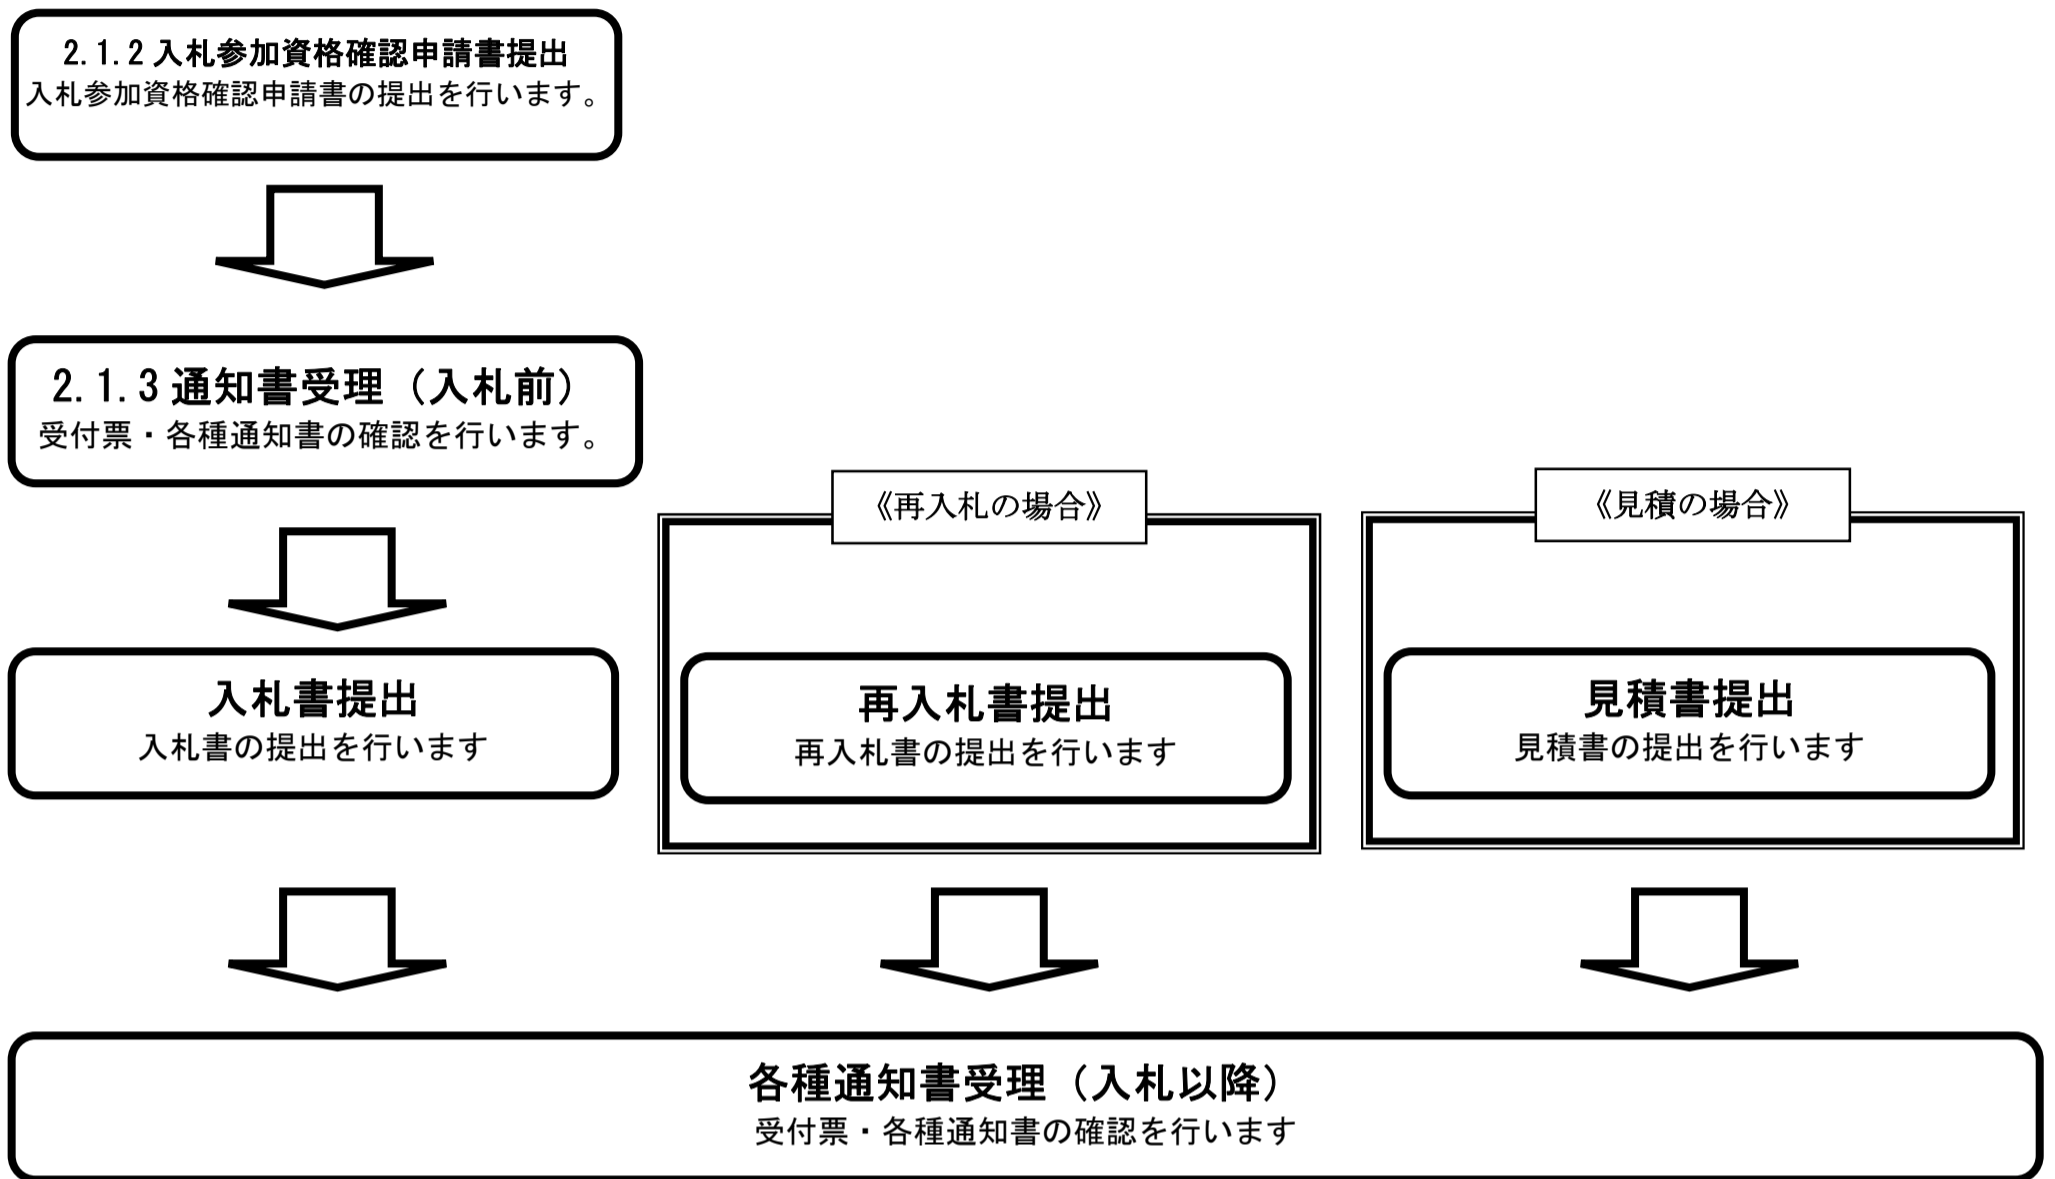 2.1.2 入札参加資格確認申請書提出
入札参加資格確認申請書の提出を行います。
2.1.3 通知書受理（入札前）
受付票・各種通知書の確認を行います。
入札書提出
入札書の提出を行います
《再入札の場合》
再入札書提出
再入札書の提出を行います
《見積の場合》
見積書提出
見積書の提出を行います
各種通知書受理（入札以降）
受付票・各種通知書の確認を行います